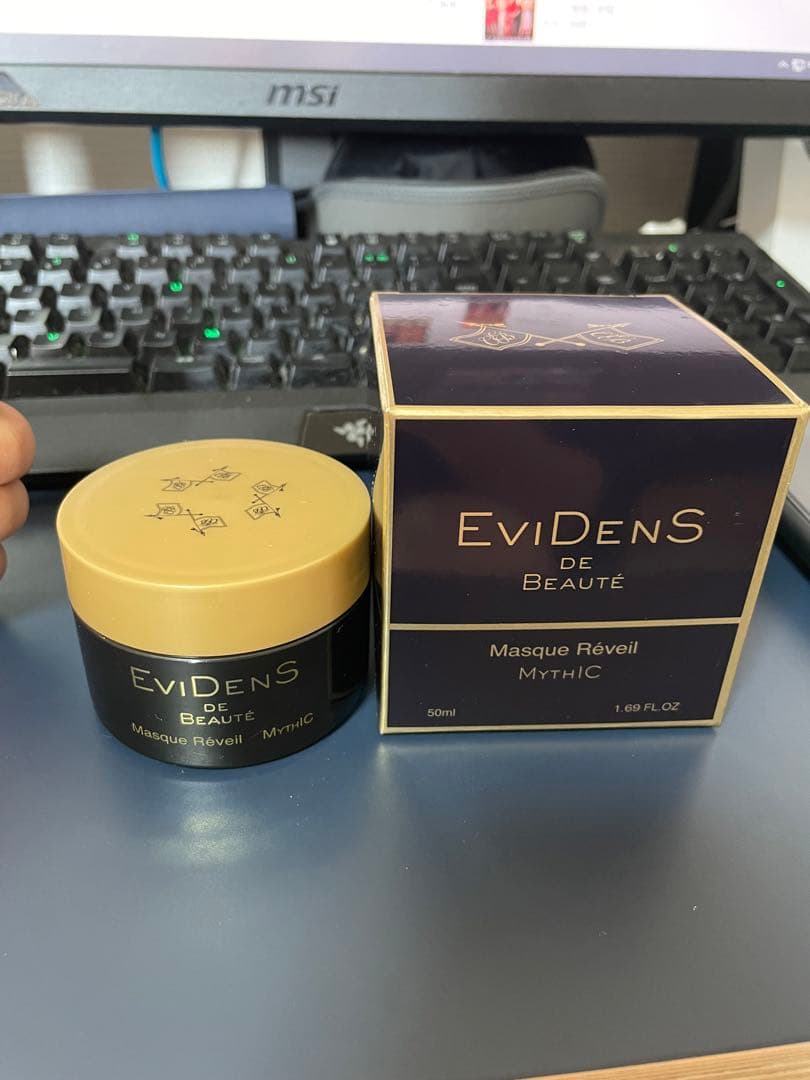 msi
EviDenS
DE
Beauté
Masque Réveil
MYTHIC
50ml
1.69 FL.OZ
EviDenS
DE
Beauté
Masque Réveil MYTHIC